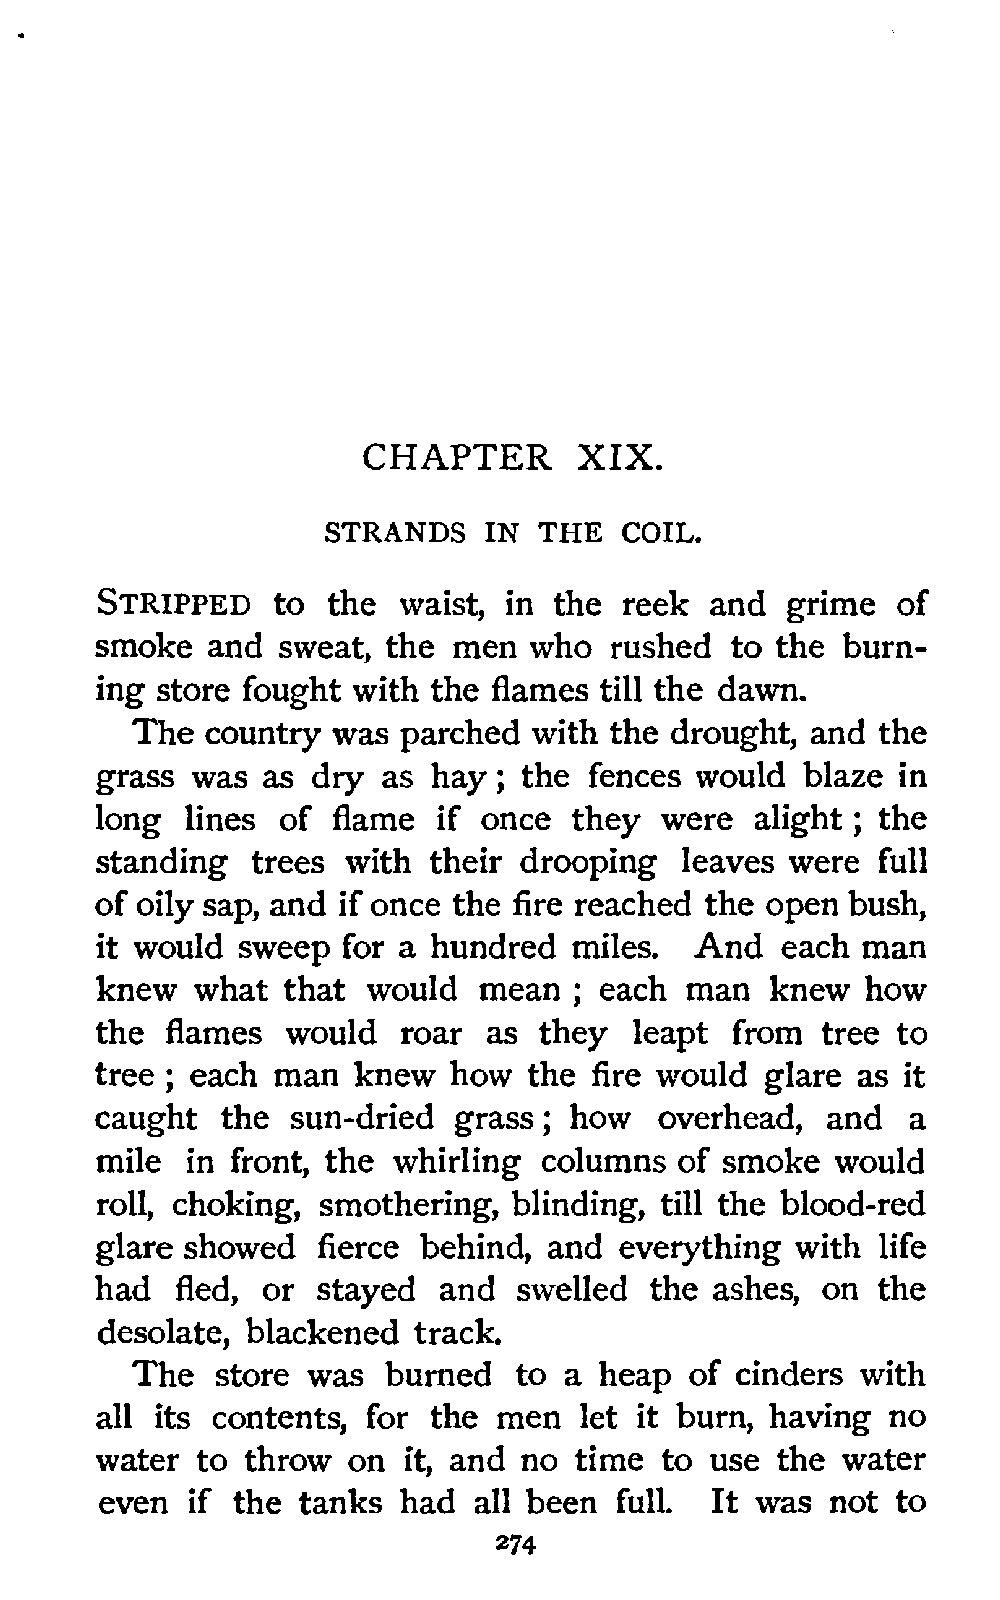 CHAPTER XIX.
STRANDS IN THE COIL.
STRIPPED to the waist, in the reek and grime of
smoke and sweat, the men who rushed to the burn-
ing store fought with the flames till the dawn.
The country was parched with the drought, and the
grass was as dry as hay ; the fences would blaze in
long lines of flame if once they were alight ; the
standing trees with their drooping leaves were full
of oily sap, and if once the fire reached the open bush,
it would sweep for a hundred miles. And each man
knew what that would mean ; each man knew how
the flames would roar as they leapt from tree to
tree ; each man knew how the fire would glare as it
caught the sun-dried grass ; how overhead, and a
mile in front, the whirling columns of smoke would
roll, choking, smothering, blinding, till the blood-red
glare showed fierce behind, and everything with life
had fled, or stayed and swelled the ashes, on the
desolate, blackened track.
The store was burned to a heap of cinders with
all its contents, for the men let it burn, having no
water to throw on it, and no time to use the water
even if the tanks had all been full. It was not to
274